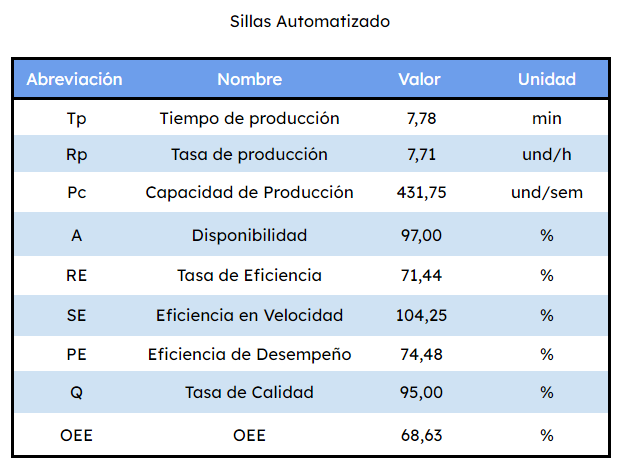 Sillas Automatizado
Abreviación Nombre Valor Unidad
Tp Tiempo de producción 7,78 min
Rp Tasa de producción 7,71 und/h
Pc Capacidad de Producción 431,75 und/sem
A Disponibilidad 97,00 %
RE Tasa de Eficiencia 71,44 %
SE Eficiencia en Velocidad 104,25 %
PE Eficiencia de Desempeño 74,48 %
Q Tasa de Calidad 95,00 %
OEE OEE 68,63 %